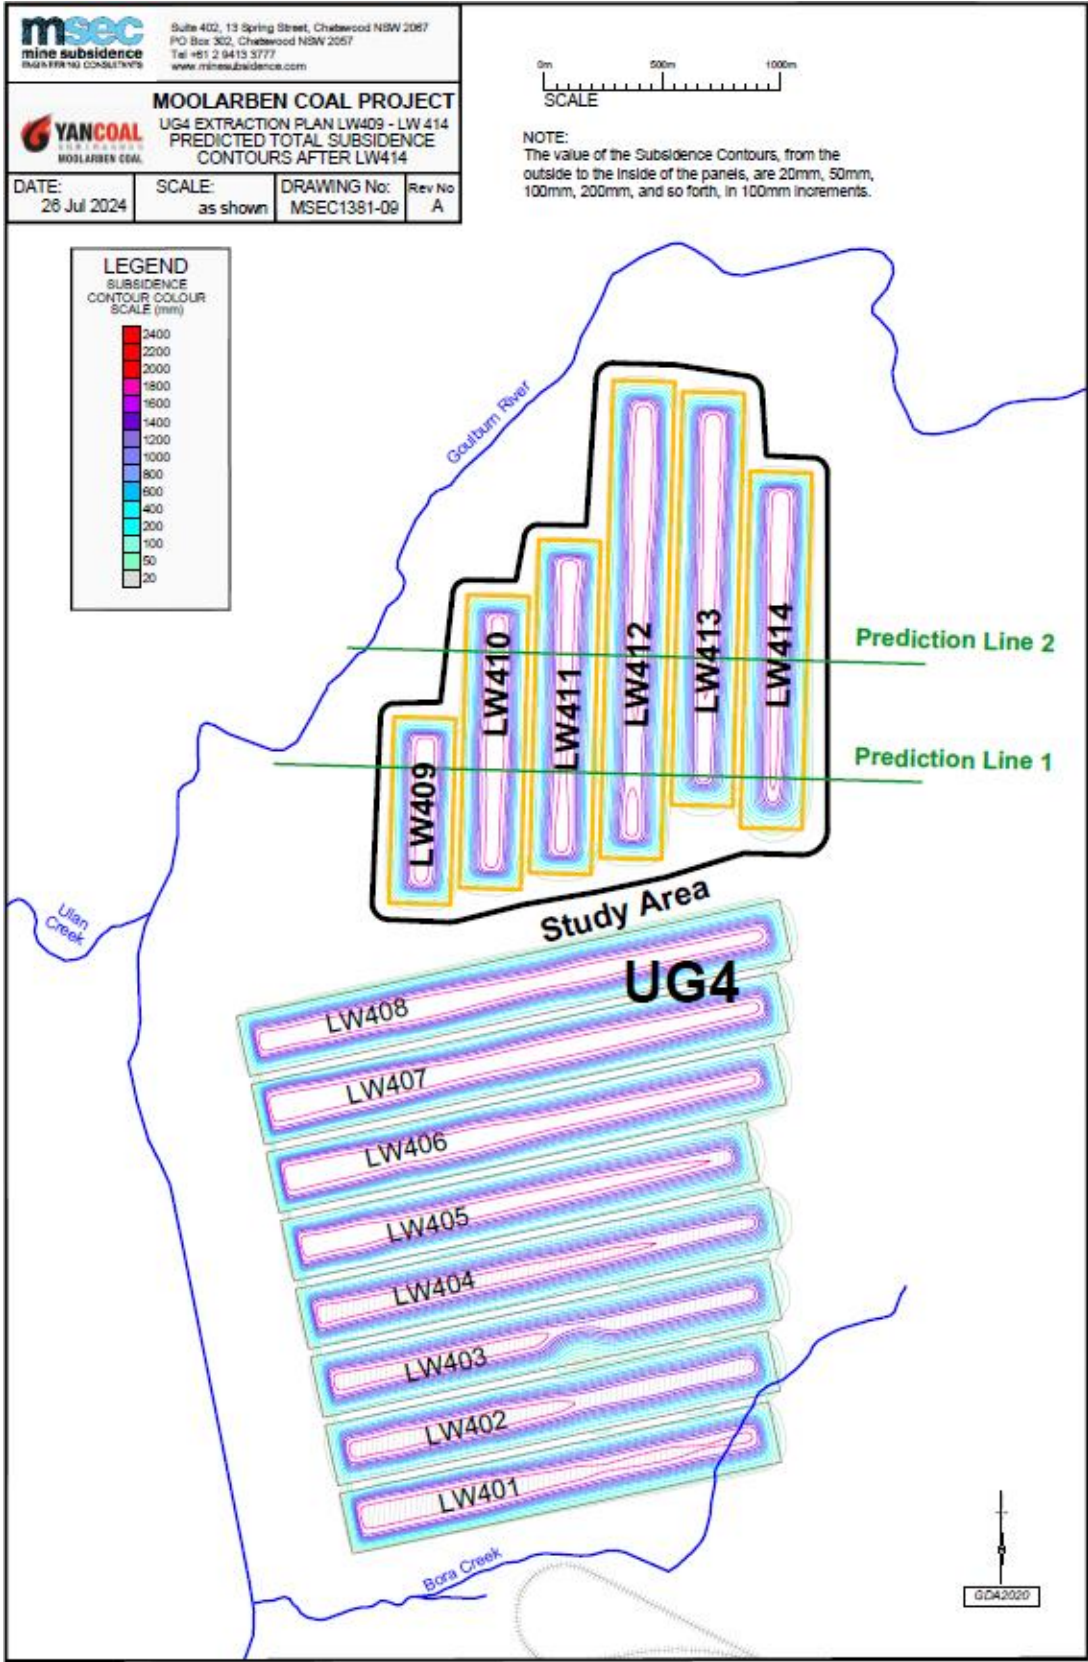 msec
mine subsidence
ENGINEERING CONSULTANTS
Suite 402, 13 Spring Street, Chatswood NSW 2067
PO Box 302, Chatswood NSW 2057
Tel +61 2 9413 3777
www.minesubsidence.com
YANCOAL
MOOLARBEN COAL
MOOLARBEN COAL PROJECT
UG4 EXTRACTION PLAN LW409 - LW 414
PREDICTED TOTAL SUBSIDENCE
CONTOURS AFTER LW414
DATE:
26 Jul 2024
SCALE:
as shown
DRAWING No:
MSEC1381-09
Rev No
A
0m 500m 1000m
SCALE
NOTE:
The value of the Subsidence Contours, from the
outside to the inside of the panels, are 20mm, 50mm,
100mm, 200mm, and so forth, in 100mm increments.
LEGEND
SUBSIDENCE
CONTOUR COLOUR
SCALE (mm)
2400
2200
2000
1800
1600
1400
1200
1000
800
600
400
200
100
50
20
Goulburn River
LW409
LW410
LW411
LW412
LW413
LW414
Prediction Line 2
Prediction Line 1
Ulan
Creek
Study Area
UG4
LW408
LW407
LW406
LW405
LW404
LW403
LW402
LW401
Bora Creek
N
GDA2020